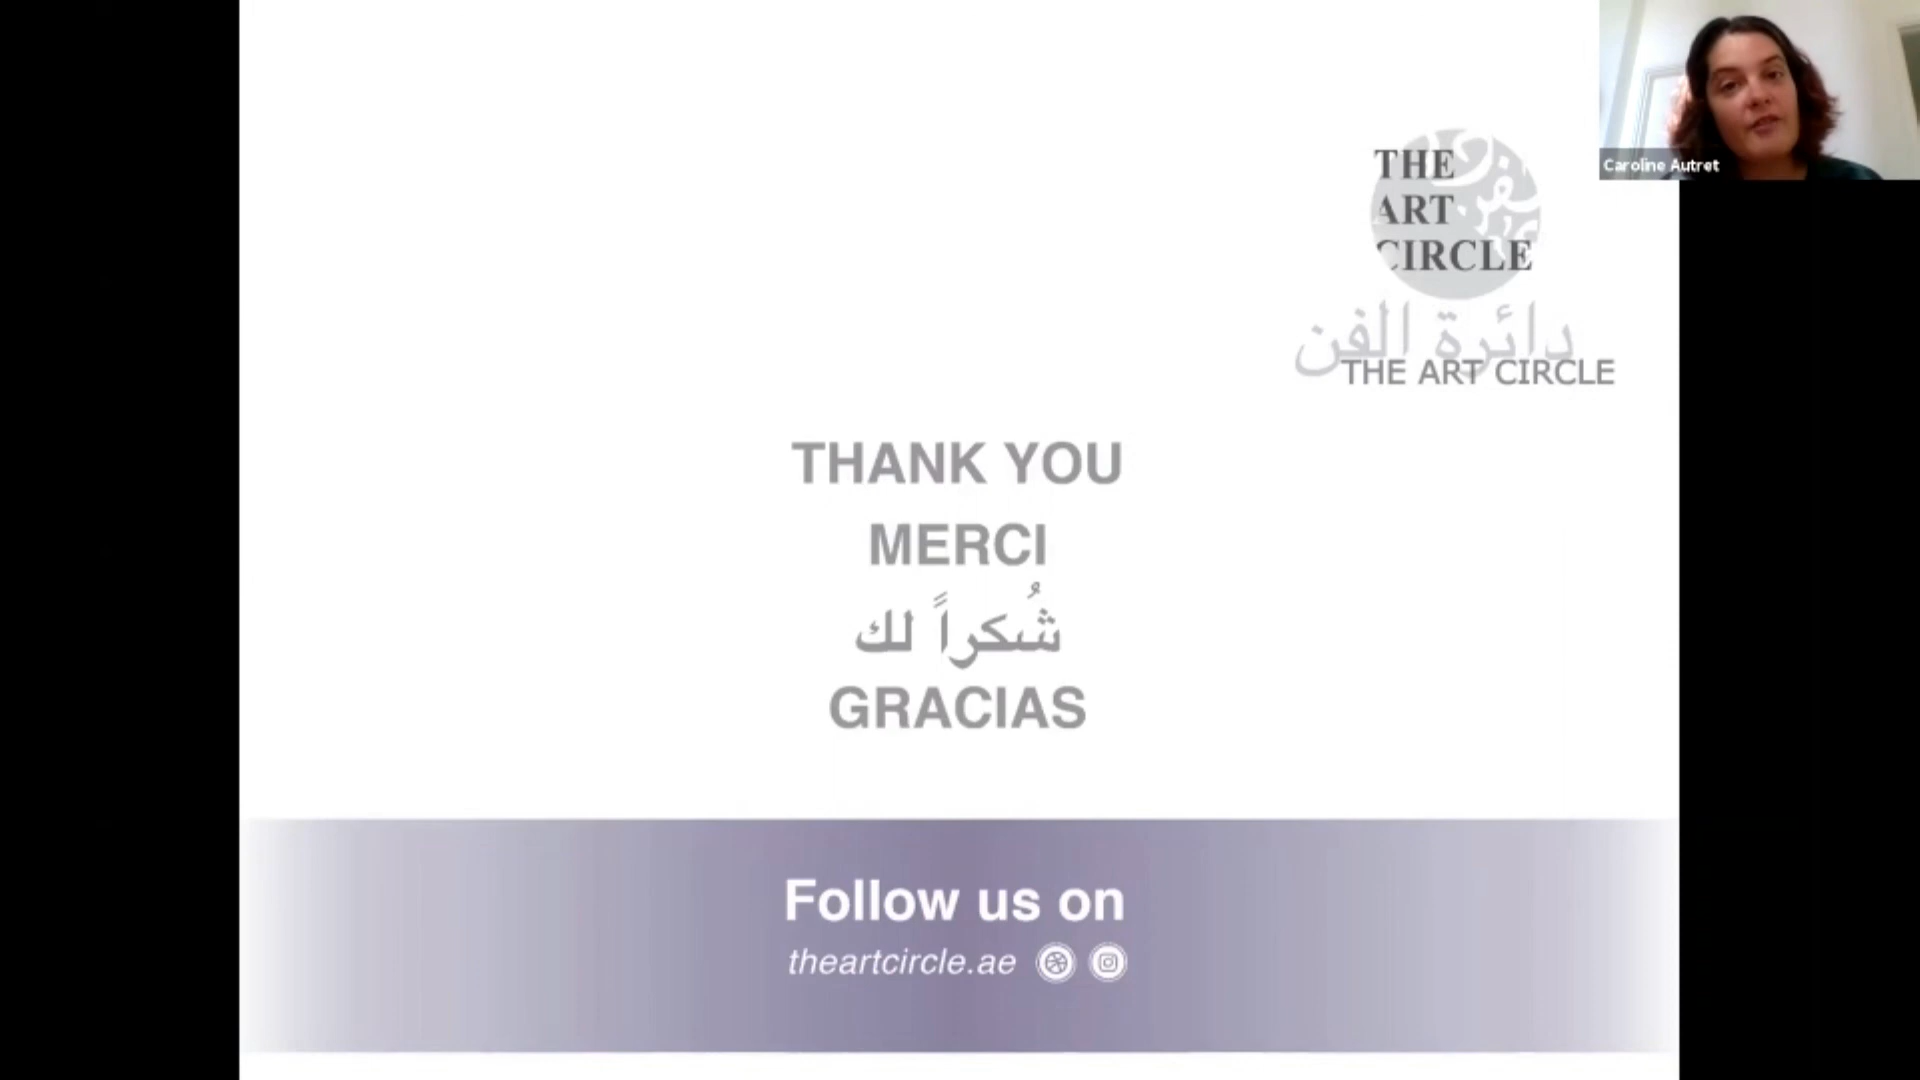 Caroline Autret
THE
ART
CIRCLE
دائرة الفن
THE ART CIRCLE
THANK YOU
MERCI
شُكراً لك
GRACIAS
Follow us on
theartcircle.ae